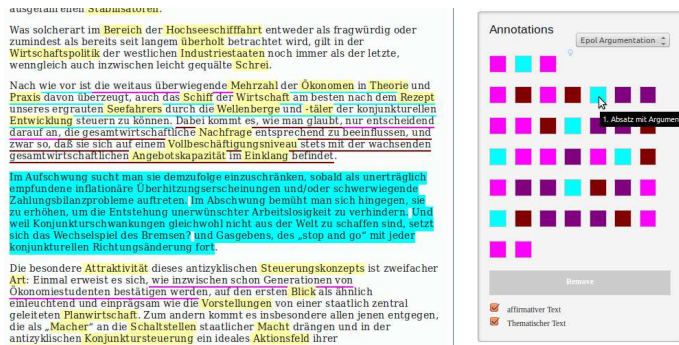 ausgefahrenen Stabilisatoren.
Was solcherart im Bereich der Hochseeschifffahrt entweder als fragwürdig oder
zumindest als bereits seit langem überholt betrachtet wird, gilt in der
Wirtschaftspolitik der westlichen Industriestaaten noch immer als der letzte,
wenngleich auch inzwischen leicht gequälte Schrei.
Nach wie vor ist die weitaus überwiegende Mehrzahl der Ökonomen in Theorie und
Praxis davon überzeugt, auch das Schiff der Wirtschaft am besten nach dem Rezept
unseres ergrauten Seefahrers durch die Wellenberge und -täler der konjunkturellen
Entwicklung steuern zu können. Dabei kommt es, wie man glaubt, nur entscheidend
darauf an, die gesamtwirtschaftliche Nachfrage entsprechend zu beeinflussen, und
zwar so, daß sie sich auf einem Vollbeschäftigungsniveau stets mit der wachsenden
gesamtwirtschaftlichen Angebotskapazität im Einklang befindet.
Im Aufschwung sucht man sie demzufolge einzuschränken, sobald als unerträglich
empfundene inflationäre Überhitzungserscheinungen und/oder schwerwiegende
Zahlungsbilanzprobleme auftreten. Im Abschwung bemüht man sich hingegen, sie
zu erhöhen, um die Entstehung unerwünschter Arbeitslosigkeit zu verhindern. Und
weil Konjunkturschwankungen gleichwohl nicht aus der Welt zu schaffen sind, setzt
sich das Wechselspiel des Bremsen? und Gasgebens, des „stop and go" mit jeder
konjunkturellen Richtungsänderung fort.
Die besondere Attraktivität dieses antizyklischen Steuerungskonzepts ist zweifacher
Art: Einmal erweist es sich, wie inzwischen schon Generationen von
Ökonomiestudenten bestätigen werden, auf den ersten Blick als ähnlich
einleuchtend und einprägsam wie die Vorstellungen von einer staatlich zentral
geleiteten Planwirtschaft. Zum andern kommt es insbesondere allen jenen entgegen,
die als „Macher" an die Schaltstellen staatlicher Macht drängen und in der
antizyklischen Konjunktursteuerung ein ideales Aktionsfeld ihrer
Annotations
Epol Argumentation
1. Absatz mit Argumen
Remove
affirmativer Text
Thematischer Text